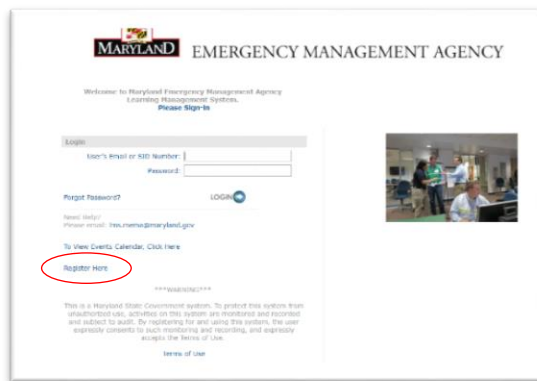 MARYLAND EMERGENCY MANAGEMENT AGENCY
Welcome to Maryland Emergency Management Agency
Learning Management System.
Please Sign-in
Login
User's Email or SID Number:
Password:
Forgot Password?
LOGIN
Need Help?
Please email: lms.mema@maryland.gov
To View Events Calendar, Click Here
Register Here
***WARNING***
This is a Maryland State Government system. To protect this system from
unauthorized use, activities on this system are monitored and recorded
and subject to audit. By registering for and using this system, the user
expressly consents to such monitoring and recording, and expressly
accepts the Terms of Use.
Terms of Use